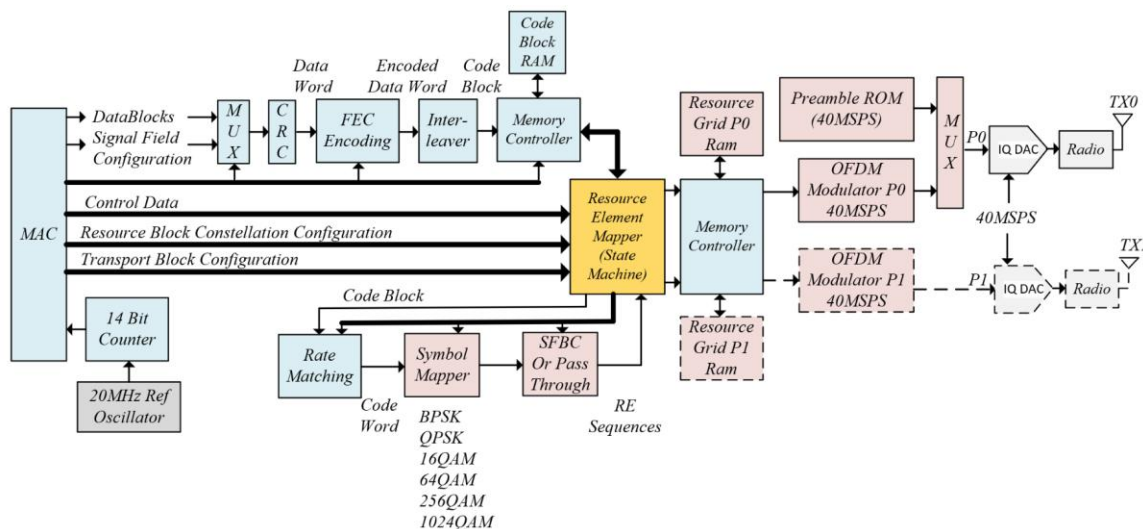 Code
Block
RAM
Data
Word
Encoded
Data Word
Code
Block
DataBlocks
Signal Field
Configuration
M
U
X
C
R
C
FEC
Encoding
Inter-
leaver
Memory
Controller
Resource
Grid P0
Ram
Preamble ROM
(40MSPS)
M
U
X
P0
IQ DAC
Radio
TX0
MAC
Control Data
Resource Block Constellation Configuration
Transport Block Configuration
Resource
Element
Mapper
(State
Machine)
Memory
Controller
OFDM
Modulator P0
40MSPS
40MSPS
OFDM
Modulator P1
40MSPS
P1
IQ DAC
Radio
Code Block
14 Bit
Counter
20MHz Ref
Oscillator
Rate
Matching
Code
Word
Symbol
Mapper
SFBC
Or Pass
Through
Resource
Grid P1
Ram
RE
Sequences
BPSK
QPSK
16QAM
64QAM
256QAM
1024QAM